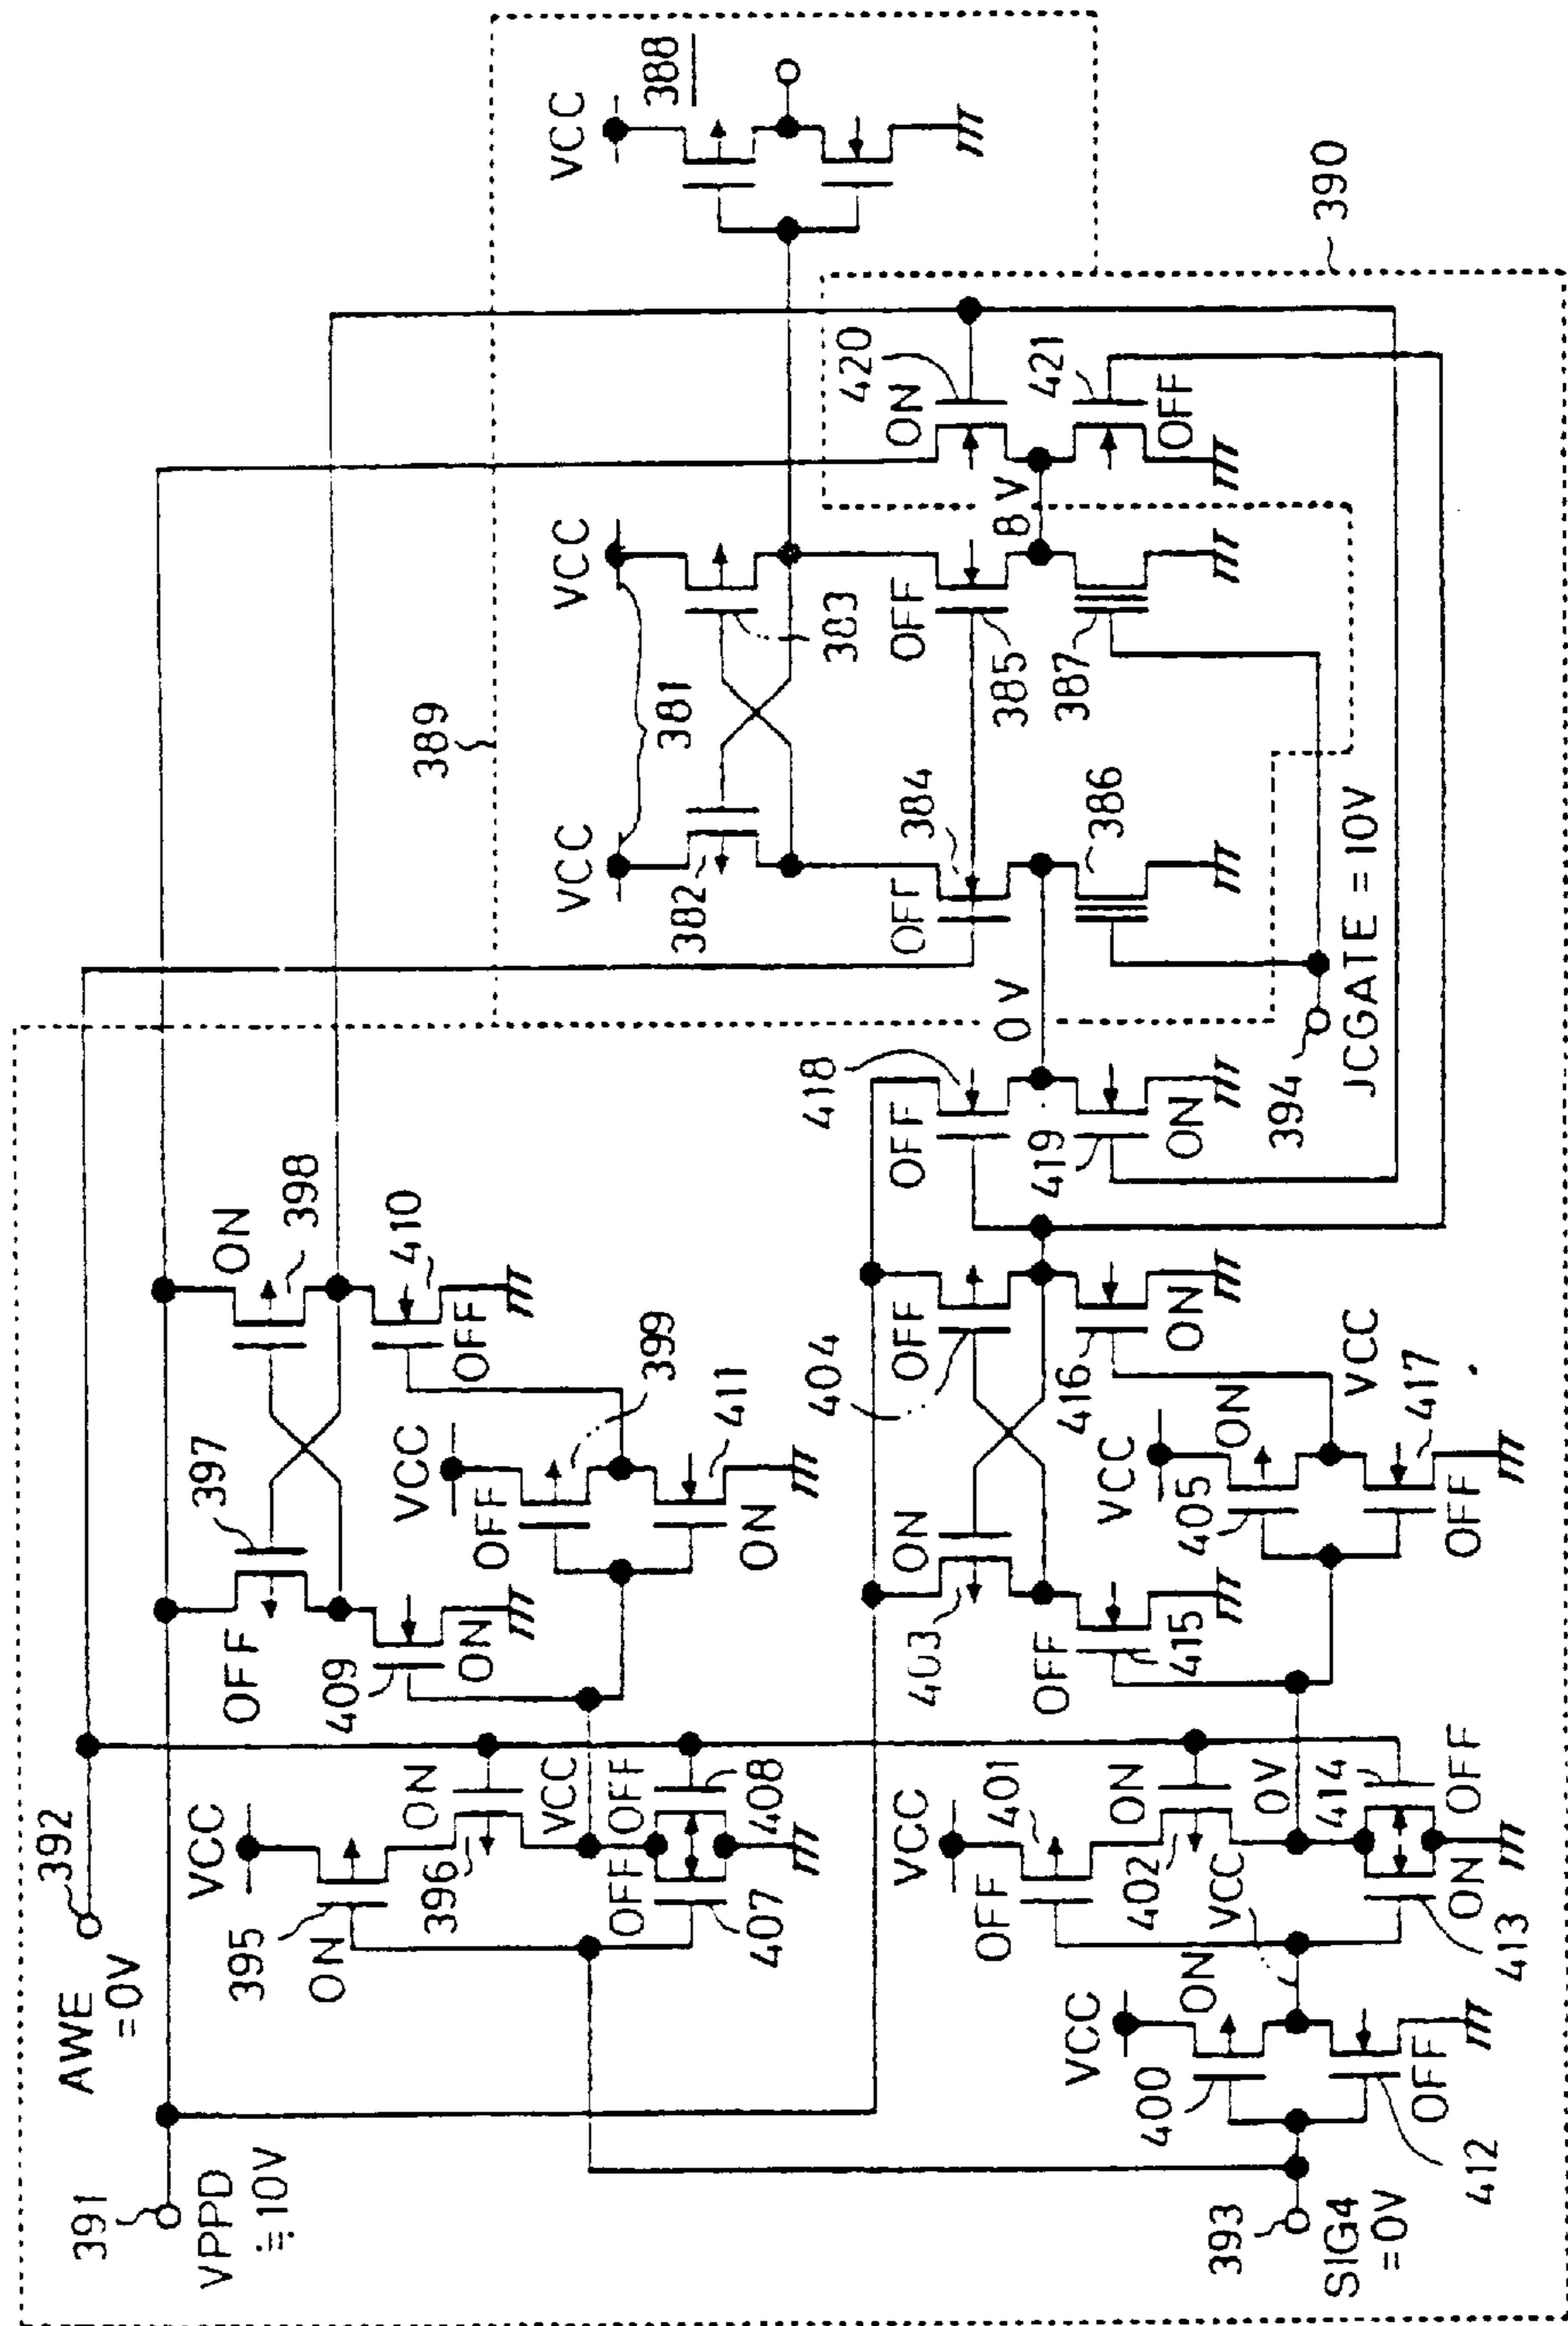 391
VPPD
≒10V
AWE
=0V
392
VCC
395
ON
396
ON
VCC
OFF
OFF
407
408
OFF
397
409
ON
ON
398
410
OFF
VCC
OFF
399
411
ON
393
SIG4
=0V
VCC
400
ON
OFF
412
VCC
OFF
401
402
ON
VCC
0V
414
ON
OFF
413
ON
403
OFF
415
OFF
404
416
ON
VCC
405
ON
VCC
417
OFF
OFF
418
419
ON
0V
394
JCGATE = 10V
389
VCC
VCC
381
382
383
OFF
384
OFF
385
386
387
8V
ON
420
421
OFF
VCC
388
390